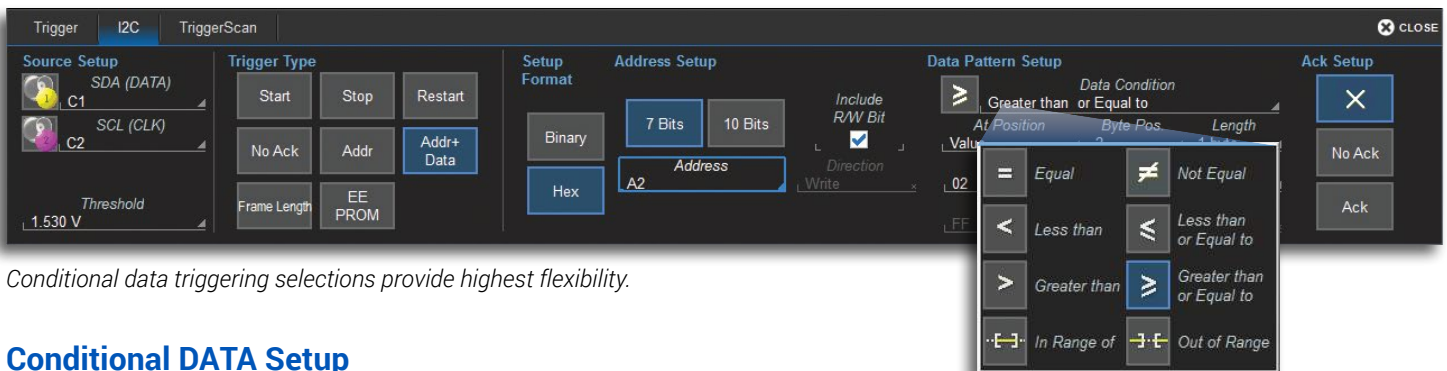 Trigger I2C TriggerScan CLOSE
Source Setup
SDA (DATA)
1 C1
SCL (CLK)
2 C2
Threshold
1.530 V
Trigger Type
Start Stop Restart
No Ack Addr Addr+
Data
Frame Length EE
PROM
Setup
Format
Binary
Hex
Address Setup
7 Bits 10 Bits
Include
R/W Bit
Address
A2
Direction
Write
Data Pattern Setup
≥ Data Condition
Greater than or Equal to
At Position Byte Pos. Length
02
FF
= Equal ≠ Not Equal
< Less than ≤ Less than
or Equal to
> Greater than ≥ Greater than
or Equal to
In Range of Out of Range
Ack Setup
X
No Ack
Ack
Conditional data triggering selections provide highest flexibility.
Conditional DATA Setup